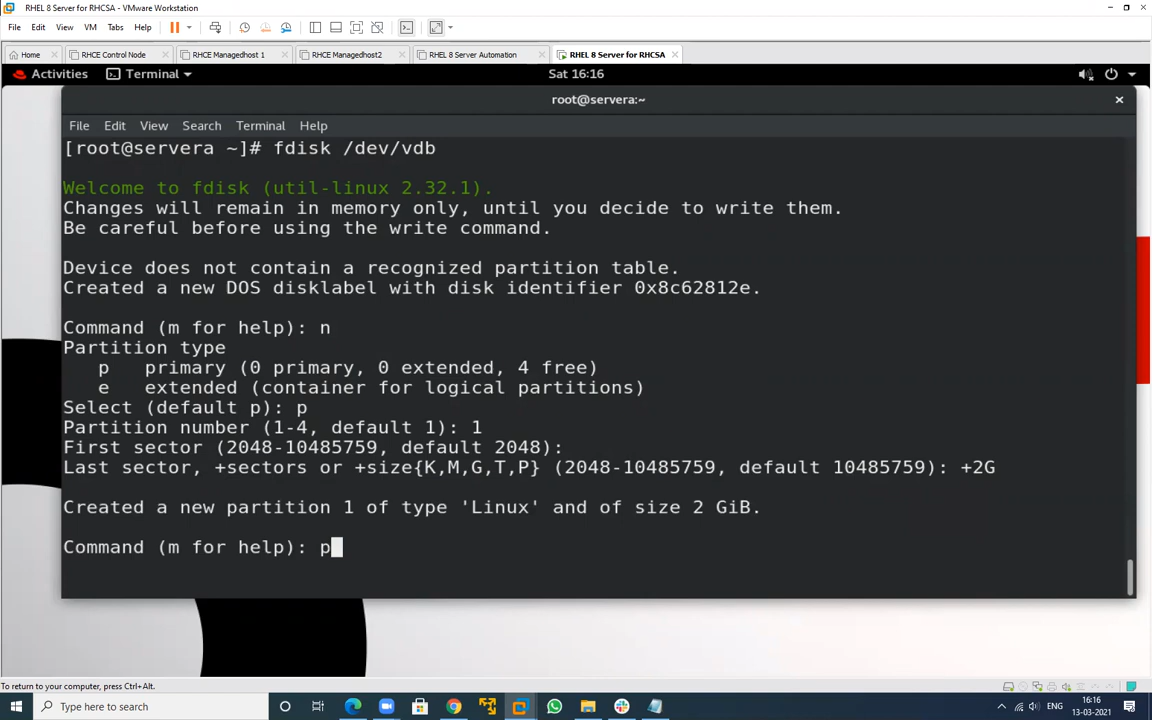 RHEL 8 Server for RHCSA - VMware Workstation
File Edit View VM Tabs Help
Home RHCE Control Node RHCE Managedhost 1 RHCE Managedhost2 RHEL 8 Server Automation RHEL 8 Server for RHCSA
Activities Terminal Sat 16:16
root@servera:~
File Edit View Search Terminal Help
[root@servera ~]# fdisk /dev/vdb
Welcome to fdisk (util-linux 2.32.1).
Changes will remain in memory only, until you decide to write them.
Be careful before using the write command.
Device does not contain a recognized partition table.
Created a new DOS disklabel with disk identifier 0x8c62812e.
Command (m for help): n
Partition type
p primary (0 primary, 0 extended, 4 free)
e extended (container for logical partitions)
Select (default p): p
Partition number (1-4, default 1): 1
First sector (2048-10485759, default 2048):
Last sector, +sectors or +size{K,M,G,T,P} (2048-10485759, default 10485759): +2G
Created a new partition 1 of type 'Linux' and of size 2 GiB.
Command (m for help): p
To return to your computer, press Ctrl+Alt.
Type here to search
ENG
16:16
13-03-2021